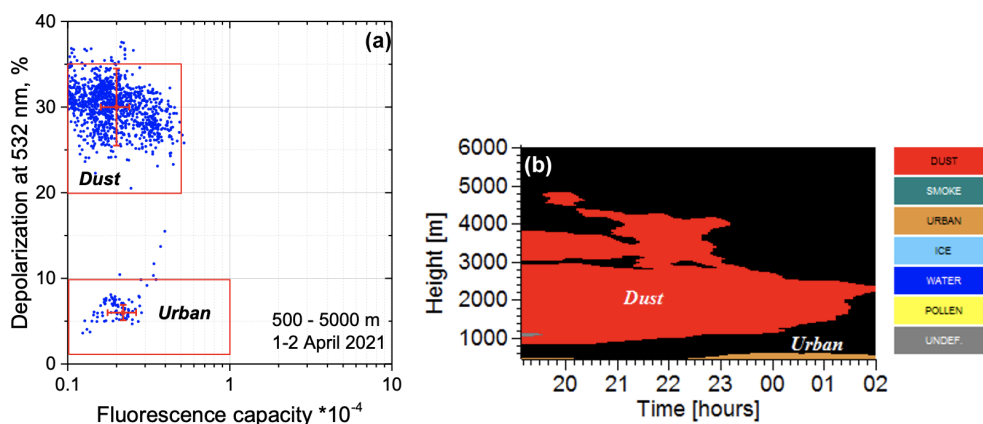 (a)
40
30
20
10
0
Depolarization at 532 nm, %
Dust
Urban
500 - 5000 m
1-2 April 2021
0.1
1
10
Fluorescence capacity *10⁻⁴
(b)
6000
5000
4000
3000
2000
1000
Height [m]
Dust
Urban
20 21 22 23 00 01 02
Time [hours]
DUST
SMOKE
URBAN
ICE
WATER
POLLEN
UNDEF.